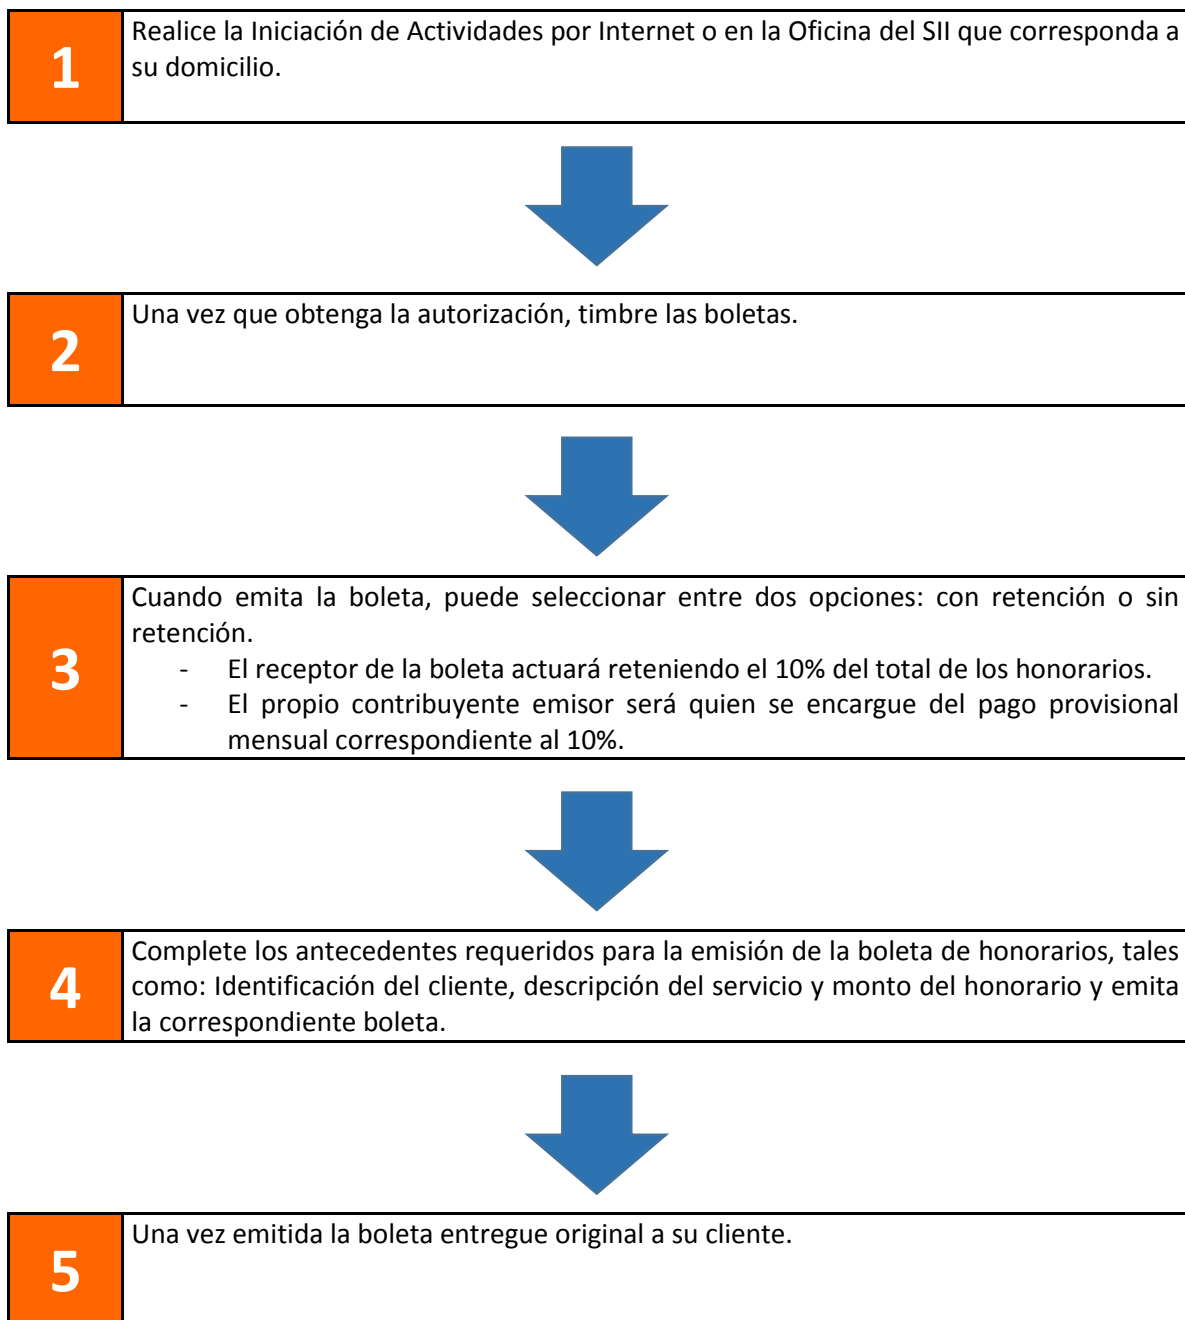 1
Realice la Iniciación de Actividades por Internet o en la Oficina del SII que corresponda a
su domicilio.
2
Una vez que obtenga la autorización, timbre las boletas.
3
Cuando emita la boleta, puede seleccionar entre dos opciones: con retención o sin
retención.
- El receptor de la boleta actuará reteniendo el 10% del total de los honorarios.
- El propio contribuyente emisor será quien se encargue del pago provisional
mensual correspondiente al 10%.
4
Complete los antecedentes requeridos para la emisión de la boleta de honorarios, tales
como: Identificación del cliente, descripción del servicio y monto del honorario y emita
la correspondiente boleta.
5
Una vez emitida la boleta entregue original a su cliente.